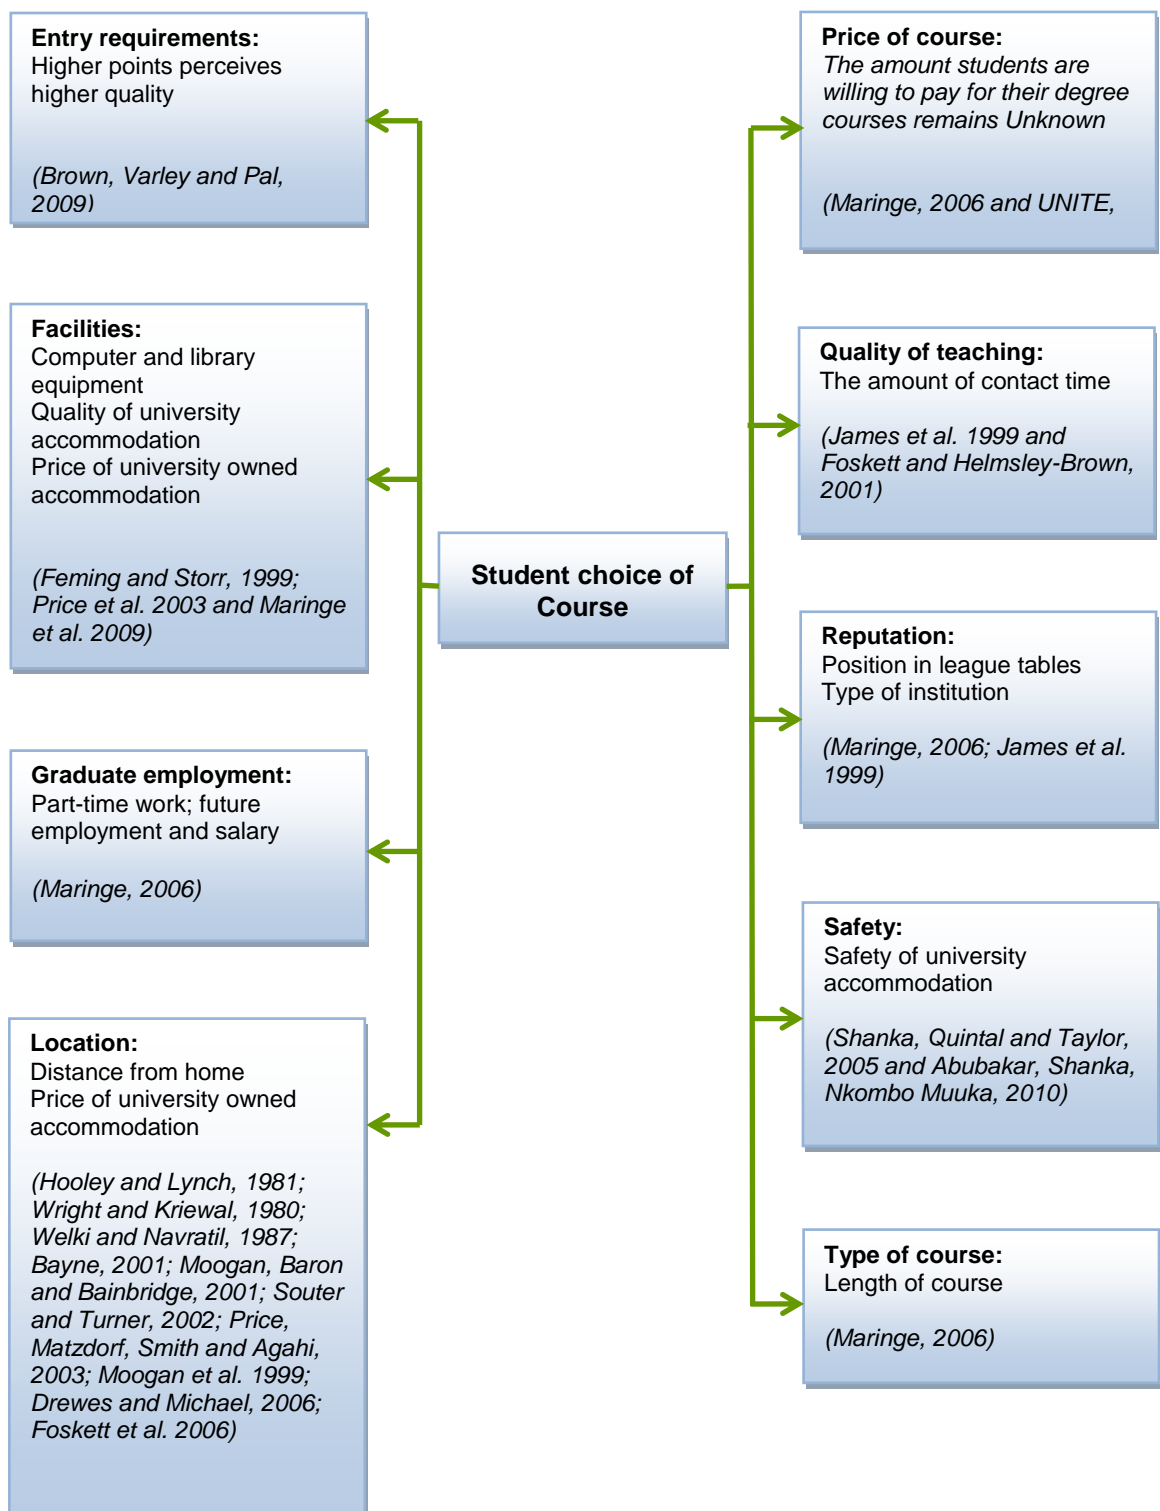 Entry requirements:
Higher points perceives
higher quality
(Brown, Varley and Pal,
2009)
Facilities:
Computer and library
equipment
Quality of university
accommodation
Price of university owned
accommodation
(Feming and Storr, 1999;
Price et al. 2003 and Maringe
et al. 2009)
Graduate employment:
Part-time work; future
employment and salary
(Maringe, 2006)
Location:
Distance from home
Price of university owned
accommodation
(Hooley and Lynch, 1981;
Wright and Kriewal, 1980;
Welki and Navratil, 1987;
Bayne, 2001; Moogan, Baron
and Bainbridge, 2001; Souter
and Turner, 2002; Price,
Matzdorf, Smith and Agahi,
2003; Moogan et al. 1999;
Drewes and Michael, 2006;
Foskett et al. 2006)
Student choice of
Course
Price of course:
The amount students are
willing to pay for their degree
courses remains Unknown
(Maringe, 2006 and UNITE,
Quality of teaching:
The amount of contact time
(James et al. 1999 and
Foskett and Helmsley-Brown,
2001)
Reputation:
Position in league tables
Type of institution
(Maringe, 2006; James et al.
1999)
Safety:
Safety of university
accommodation
(Shanka, Quintal and Taylor,
2005 and Abubakar, Shanka,
Nkombo Muuka, 2010)
Type of course:
Length of course
(Maringe, 2006)